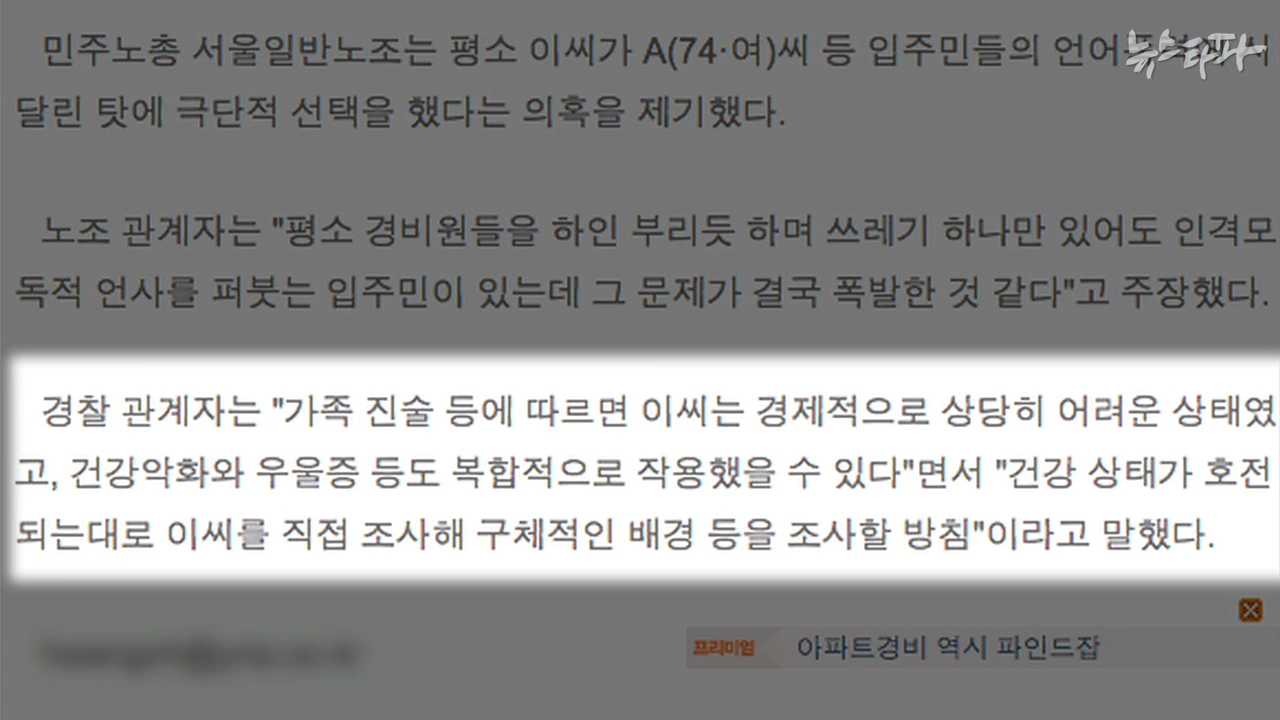 민주노총 서울일반노조는 평소 이씨가 A(74·여)씨 등 입주민들의 언어
뉴스타파
달린 탓에 극단적 선택을 했다는 의혹을 제기했다.
노조 관계자는 "평소 경비원들을 하인 부리듯 하며 쓰레기 하나만 있어도 인격모
독적 언사를 퍼붓는 입주민이 있는데 그 문제가 결국 폭발한 것 같다"고 주장했다.
경찰 관계자는 "가족 진술 등에 따르면 이씨는 경제적으로 상당히 어려운 상태였
고, 건강악화와 우울증 등도 복합적으로 작용했을 수 있다"면서 "건강 상태가 호전
되는대로 이씨를 직접 조사해 구체적인 배경 등을 조사할 방침"이라고 말했다.
프리미엄 아파트경비 역시 파인드잡